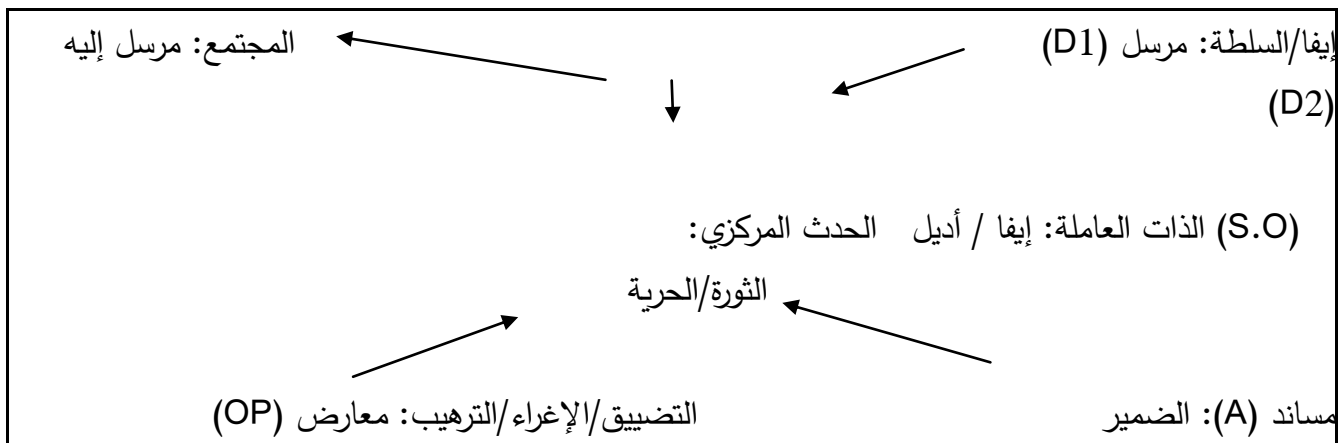 إيفا/السلطة: مرسل (D1) المجتمع: مرسل إليه
(D2)
(S.O) الذات العاملة: إيفا / أديل الحدث المركزي:
الثورة/الحرية
مساند (A): الضمير التضييق/الإغراء/الترهيب: معارض (OP)